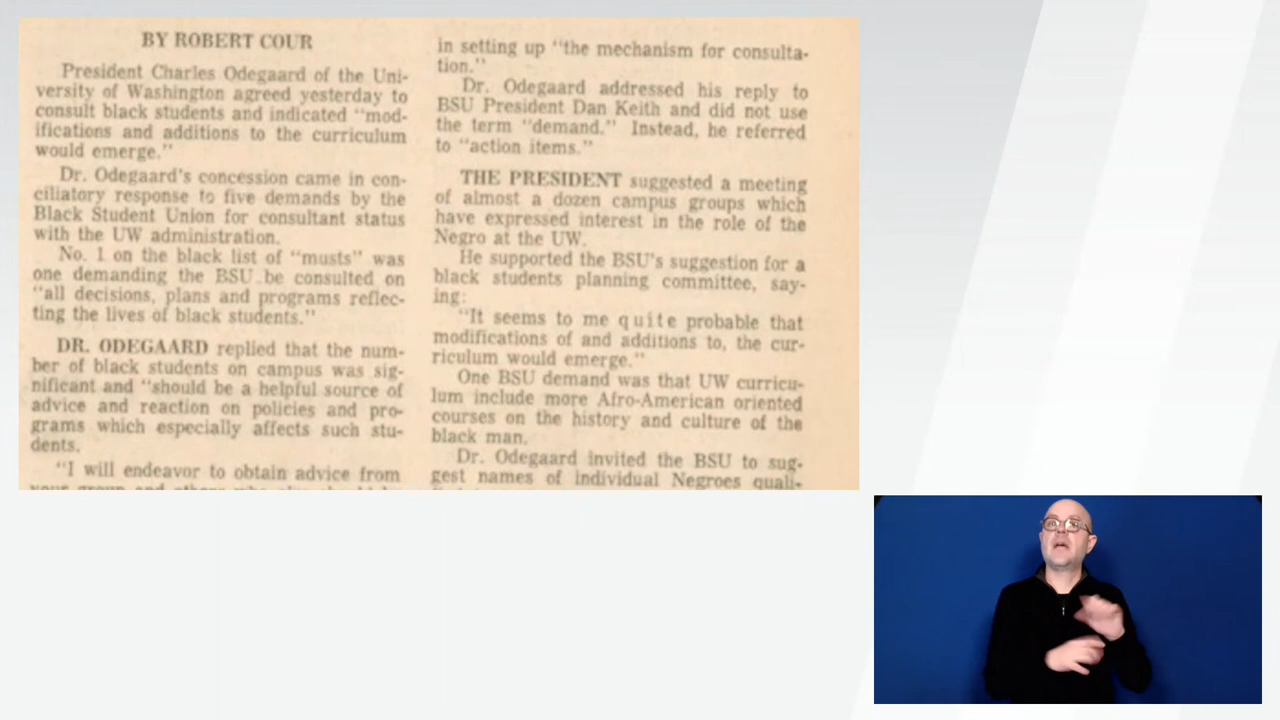 BY ROBERT COUR
President Charles Odegaard of the Uni-
versity of Washington agreed yesterday to
consult black students and indicated "mod-
ifications and additions to the curriculum
would emerge."
Dr. Odegaard's concession came in con-
ciliatory response to five demands by the
Black Student Union for consultant status
with the UW administration.
No. 1 on the black list of "musts" was
one demanding the BSU be consulted on
"all decisions, plans and programs reflec-
ting the lives of black students."
DR. ODEGAARD replied that the num-
ber of black students on campus was sig-
nificant and "should be a helpful source of
advice and reaction on policies and pro-
grams which especially affects such stu-
dents.
"I will endeavor to obtain advice from
in setting up "the mechanism for consulta-
tion."
Dr. Odegaard addressed his reply to
BSU President Dan Keith and did not use
the term "demand." Instead, he referred
to "action items."
THE PRESIDENT suggested a meeting
of almost a dozen campus groups which
have expressed interest in the role of the
Negro at the UW.
He supported the BSU's suggestion for a
black students planning committee, say-
ing:
"It seems to me quite probable that
modifications of and additions to, the cur-
riculum would emerge."
One BSU demand was that UW curricu-
lum include more Afro-American oriented
courses on the history and culture of the
black man.
Dr. Odegaard invited the BSU to sug-
gest names of individual Negroes quali-